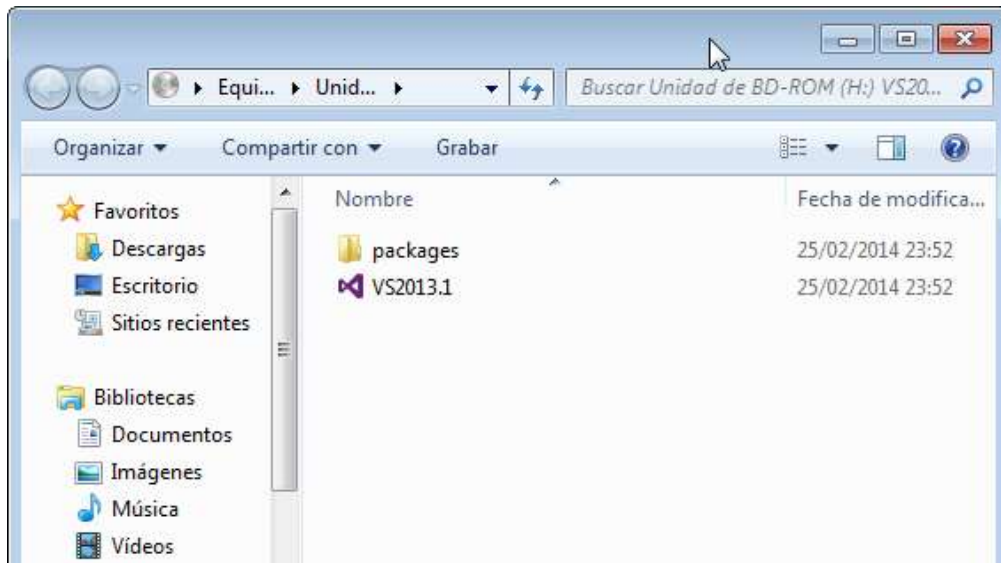 Equi... Unid...
Buscar Unidad de BD-ROM (H:) VS20...
Organizar Compartir con Grabar
Favoritos
Descargas
Escritorio
Sitios recientes
Bibliotecas
Documentos
Imágenes
Música
Vídeos
Nombre Fecha de modifica...
packages 25/02/2014 23:52
VS2013.1 25/02/2014 23:52